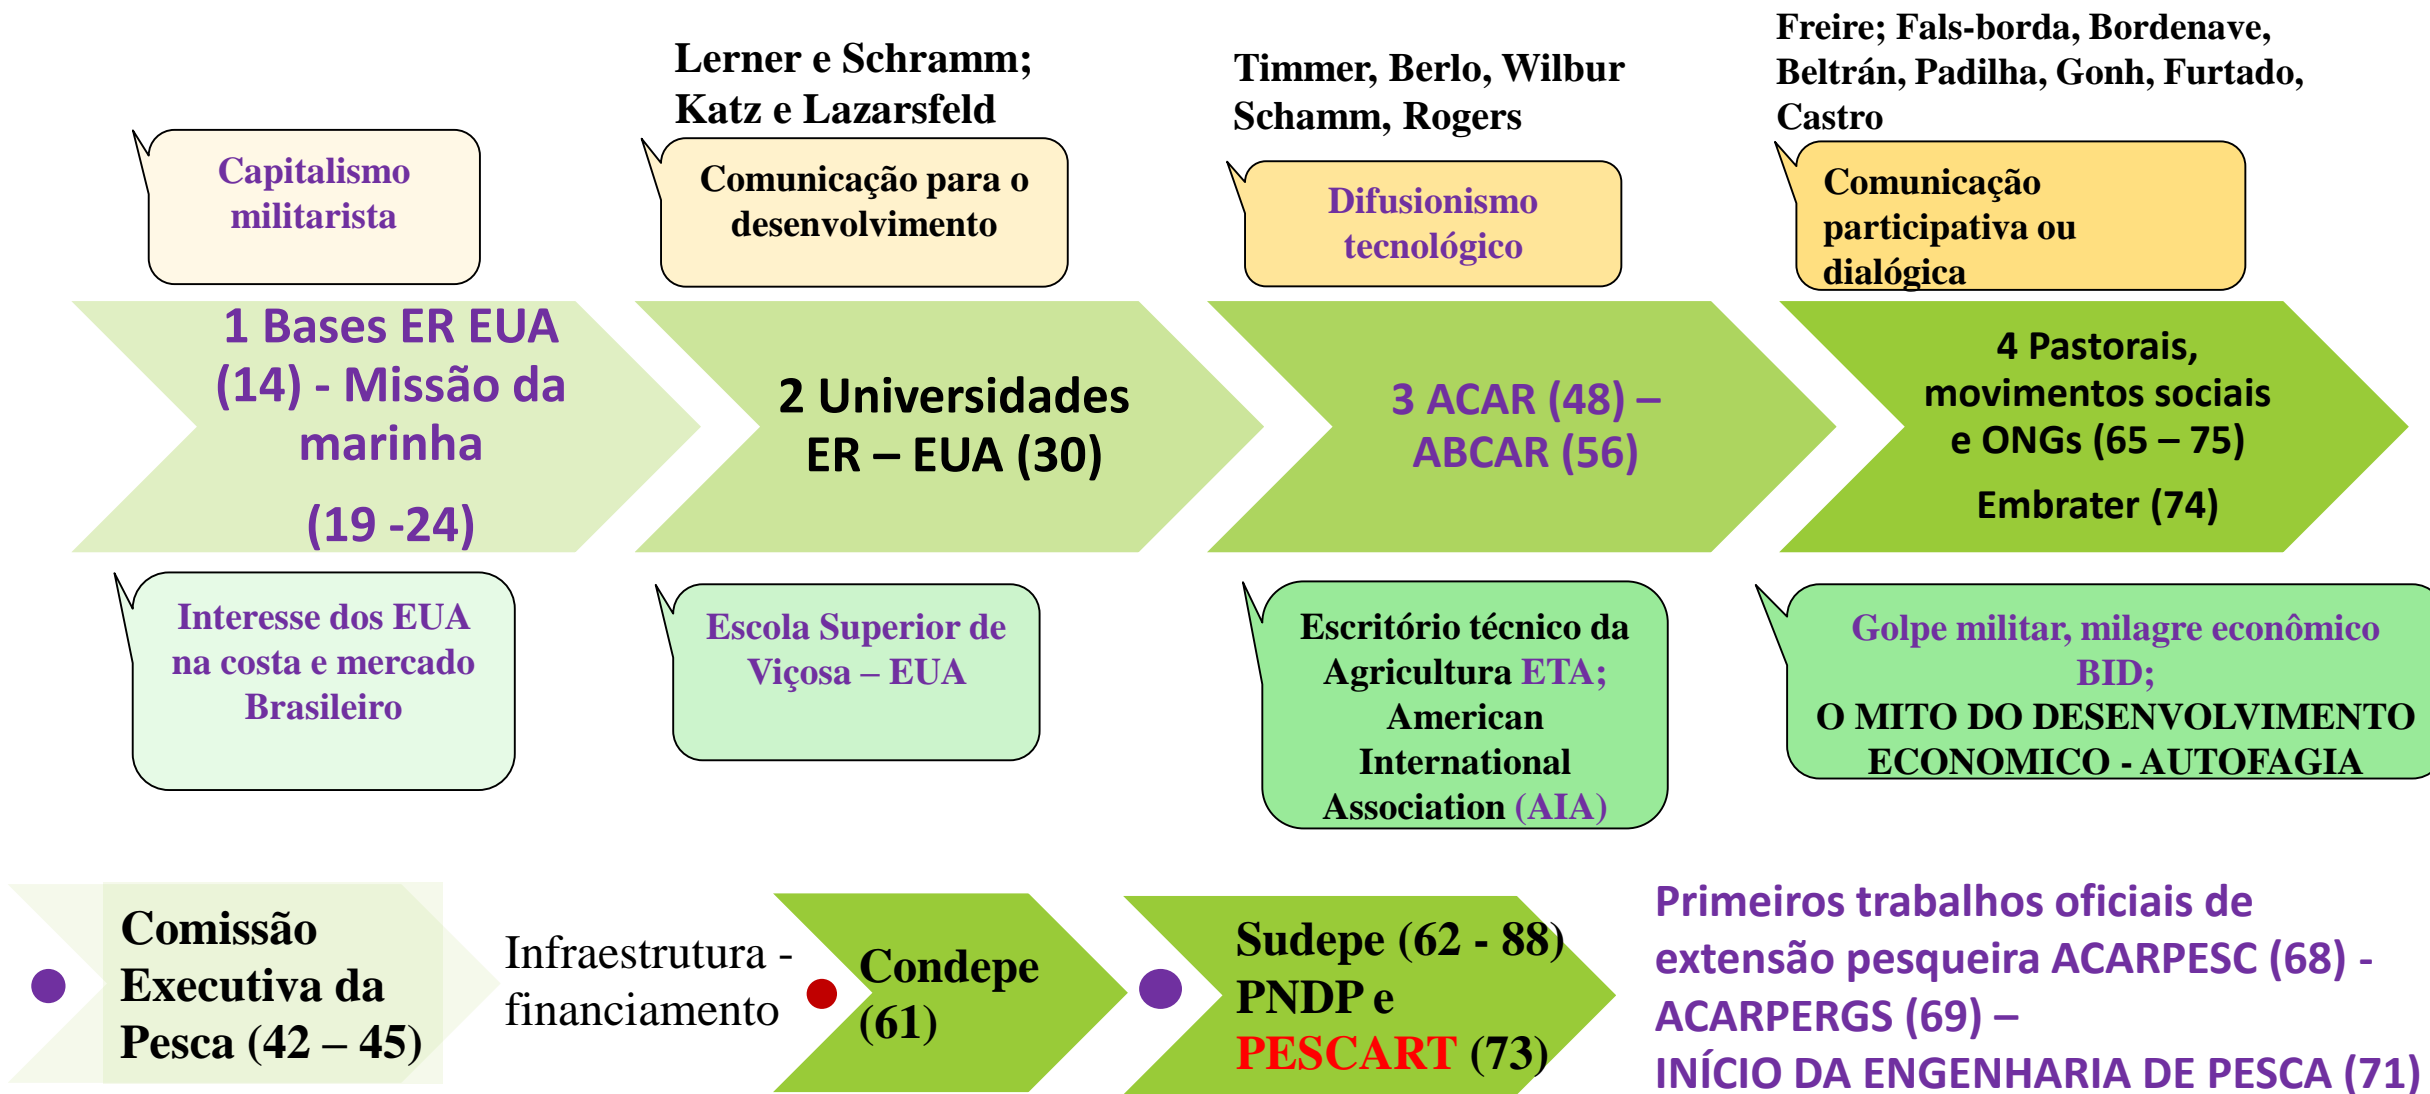 Lerner e Schramm;
Katz e Lazarsfeld
Timmer, Berlo, Wilbur
Schamm, Rogers
Freire; Fals-borda, Bordenave,
Beltrán, Padilha, Gonh, Furtado,
Castro
Capitalismo
militarista
Comunicação para o
desenvolvimento
Difusionismo
tecnológico
Comunicação
participativa ou
dialógica
1 Bases ER EUA
(14) - Missão da
marinha
(19 -24)
2 Universidades
ER – EUA (30)
3 ACAR (48) –
ABCAR (56)
4 Pastorais,
movimentos sociais
e ONGs (65 – 75)
Embrater (74)
Interesse dos EUA
na costa e mercado
Brasileiro
Escola Superior de
Viçosa – EUA
Escritório técnico da
Agricultura ETA;
American
International
Association (AIA)
Golpe militar, milagre econômico
BID;
O MITO DO DESENVOLVIMENTO
ECONOMICO - AUTOFAGIA
Comissão
Executiva da
Pesca (42 – 45)
Infraestrutura -
financiamento
Condepe
(61)
Sudepe (62 - 88)
PNDP e
PESCART (73)
Primeiros trabalhos oficiais de
extensão pesqueira ACARPESC (68) -
ACARPERGS (69) –
INÍCIO DA ENGENHARIA DE PESCA (71)